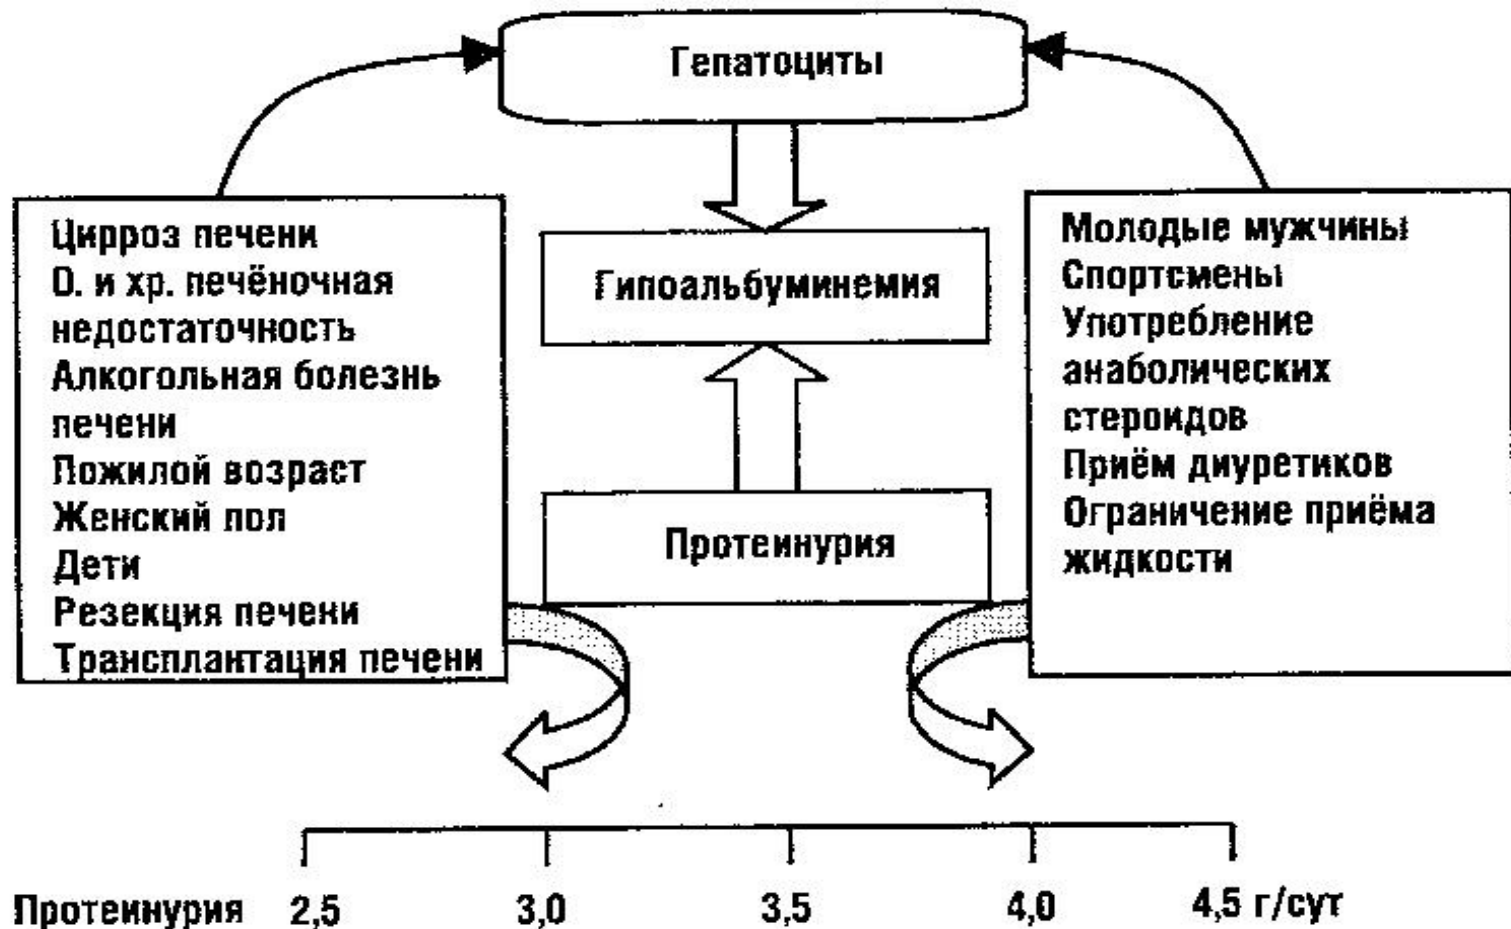 Гепатоциты
Цирроз печени
О. и хр. печёночная
недостаточность
Алкогольная болезнь
печени
Пожилой возраст
Женский пол
Дети
Резекция печени
Трансплантация печени
Гипоальбуминемия
Протеинурия
Молодые мужчины
Спортсмены
Употребление
анаболических
стероидов
Приём диуретиков
Ограничение приёма
жидкости
Протеинурия 2,5 3,0 3,5 4,0 4,5 г/сут